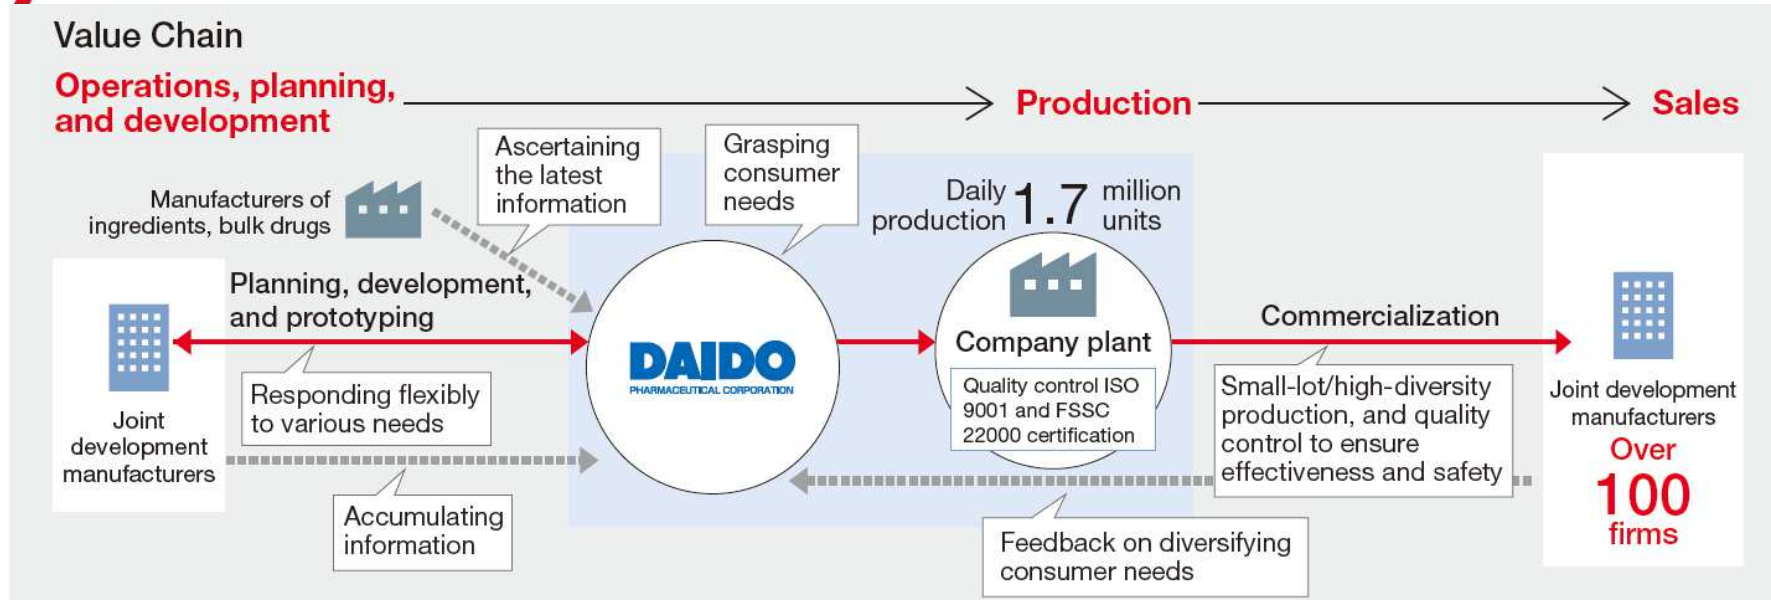 Value Chain
Operations, planning,
and development
Production
Sales
Ascertaining
the latest
information
Grasping
consumer
needs
Manufacturers of
ingredients, bulk drugs
Daily
production
1.7
million
units
Planning, development,
and prototyping
DAIDO
PHARMACEUTICAL CORPORATION
Company plant
Quality control ISO
9001 and FSSC
22000 certification
Commercialization
Responding flexibly
to various needs
Small-lot/high-diversity
production, and quality
control to ensure
effectiveness and safety
Joint
development
manufacturers
Joint development
manufacturers
Over
100
firms
Accumulating
information
Feedback on diversifying
consumer needs